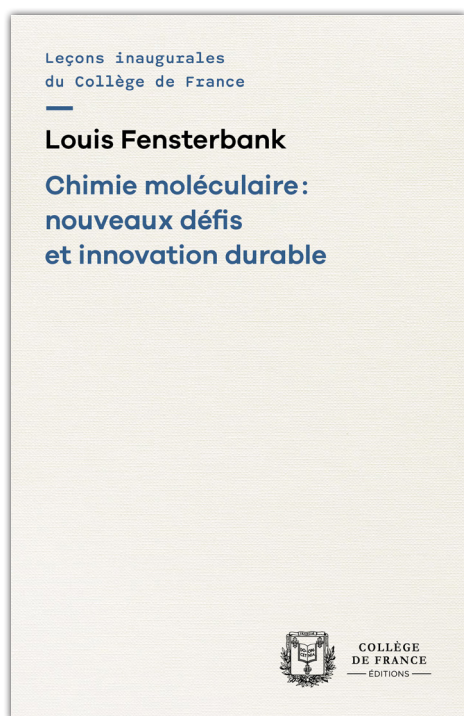 Leçons inaugurales
du Collège de France
Louis Fensterbank
Chimie moléculaire :
nouveaux défis
et innovation durable
COLLÈGE
DE FRANCE
ÉDITIONS